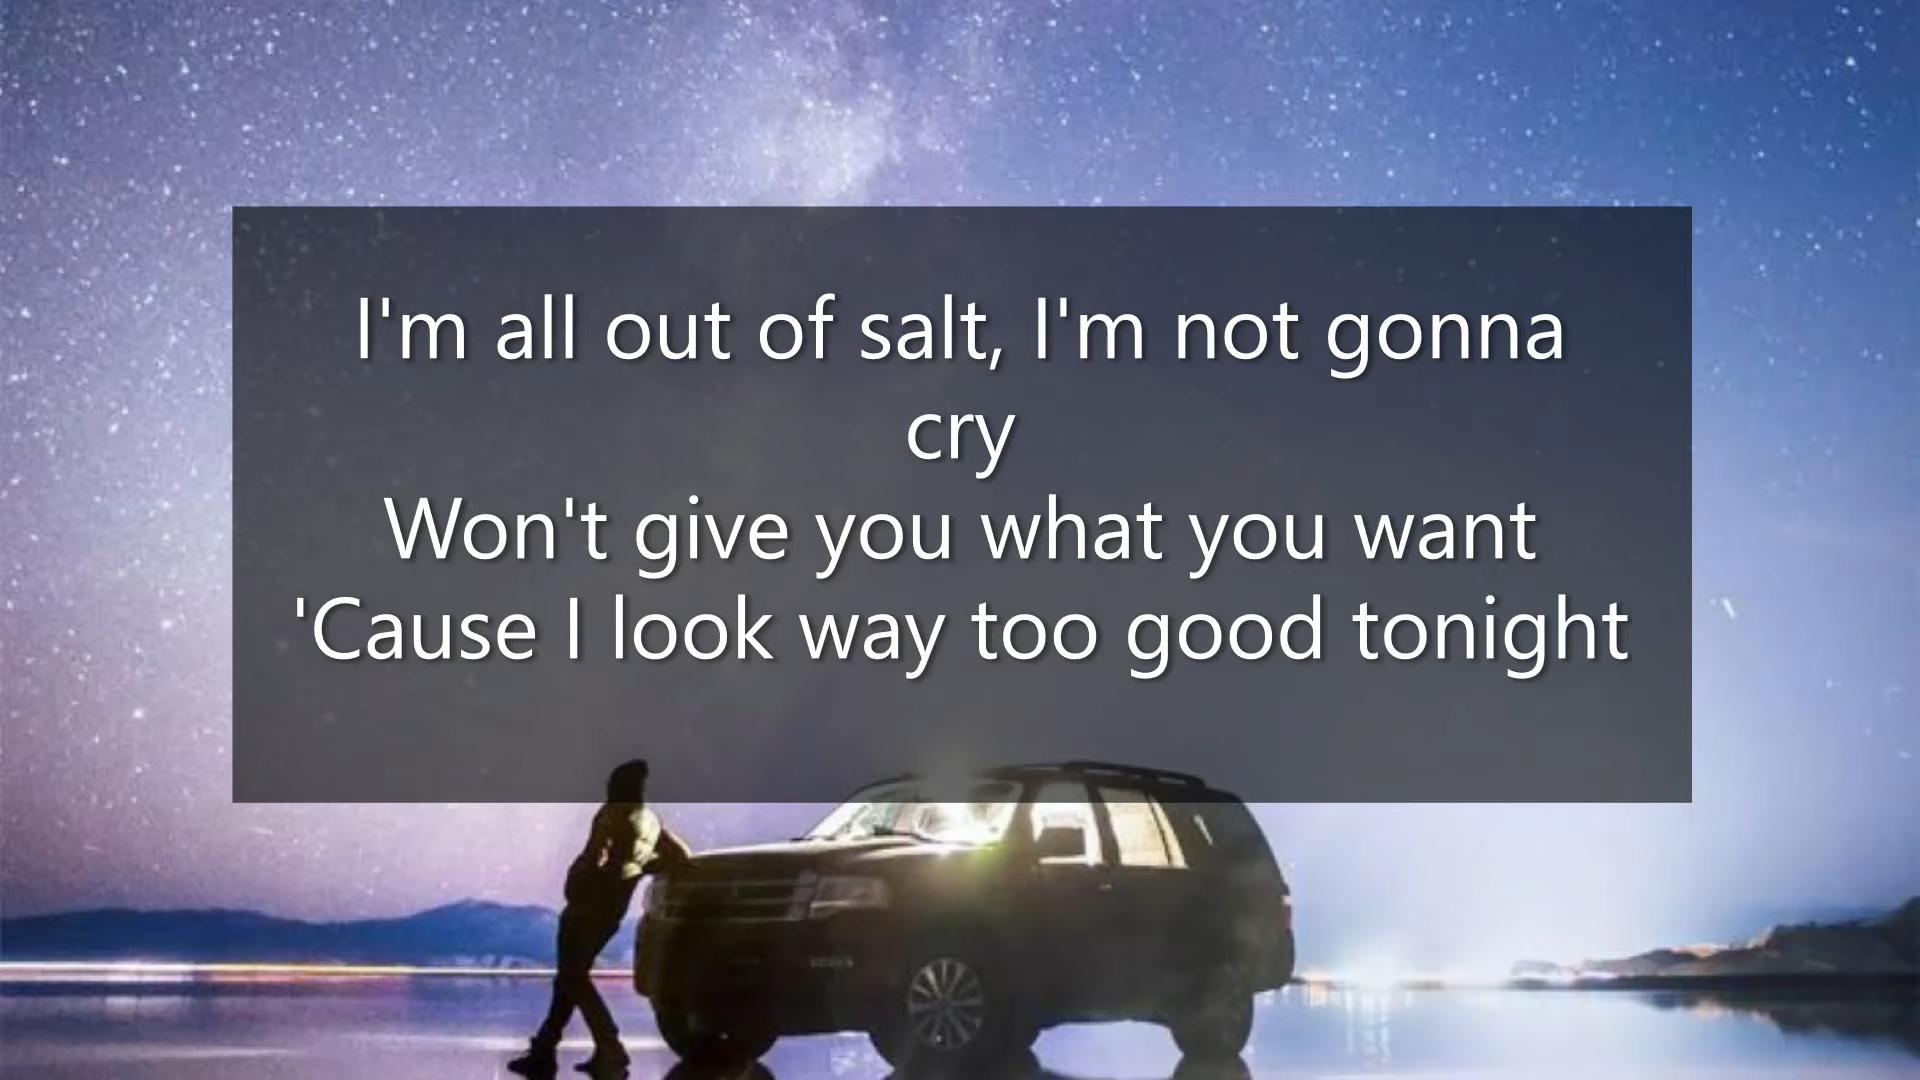 I'm all out of salt, I'm not gonna
cry
Won't give you what you want
'Cause I look way too good tonight